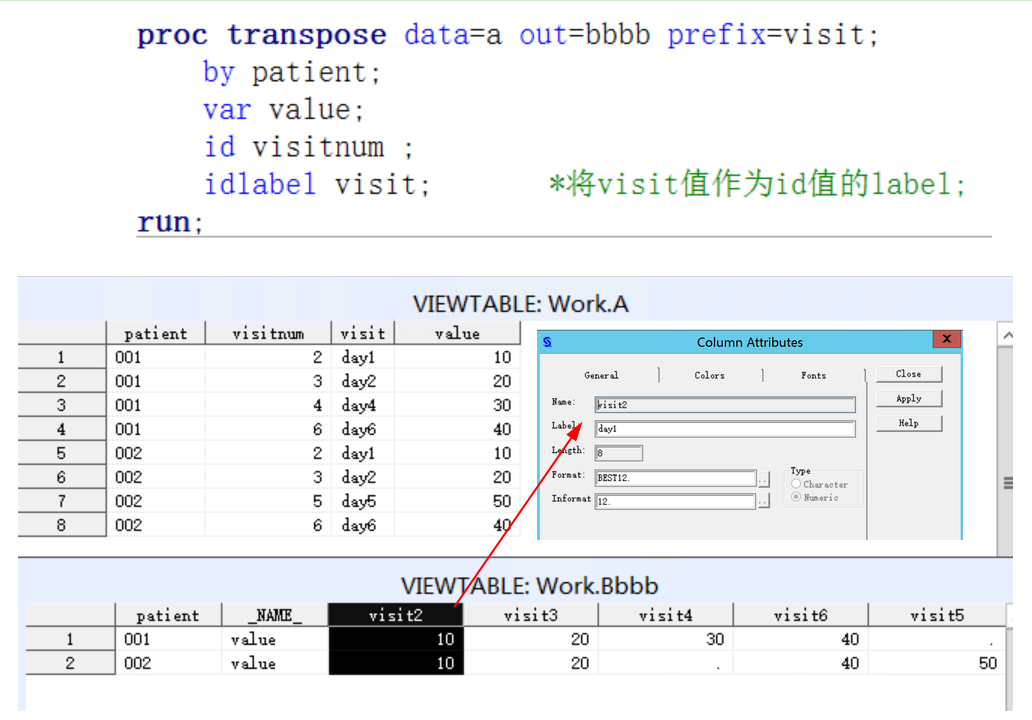 proc transpose data=a out=bbbb prefix=visit;
by patient;
var value;
id visitnum ;
idlabel visit; *将visit值作为id值的label;
run;
VIEWTABLE: Work.A
patient visitnum visit value
1 001 2 day1 10
2 001 3 day2 20
3 001 4 day4 30
4 001 6 day6 40
5 002 2 day1 10
6 002 3 day2 20
7 002 5 day5 50
8 002 6 day6 40
Column Attributes
General Colors Fonts
Close
Apply
Help
Name: visit2
Label: day1
Length: 8
Format: BEST12. ..
Informat 12. ..
Type
Character
Numeric
VIEWTABLE: Work.Bbbb
patient _NAME_ visit2 visit3 visit4 visit6 visit5
1 001 value 10 20 30 40 .
2 002 value 10 20 . 40 50